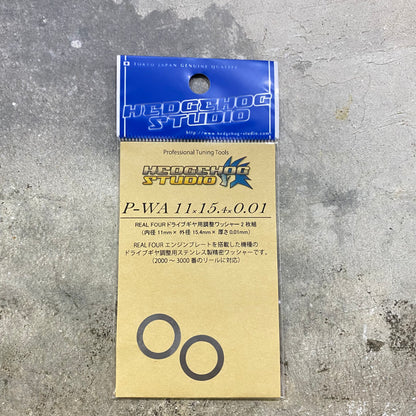 TOKYO JAPAN GENUINE QUALITY
HEDGEHOG
STUDIO
http://www.hedgehog-studio.com
Professional Tuning Tools
HEDGEHOG
STUDIO
P-WA 11×15.4×0.01
REAL FOURドライブギヤ用調整ワッシャー2枚組
(内径11mm× 外径15.4mm× 厚さ0.01mm)
REAL FOURエンジンプレートを搭載した機種の
ドライブギヤ調整用ステンレス製精密ワッシャーです。
(2000〜3000番のリールに対応)